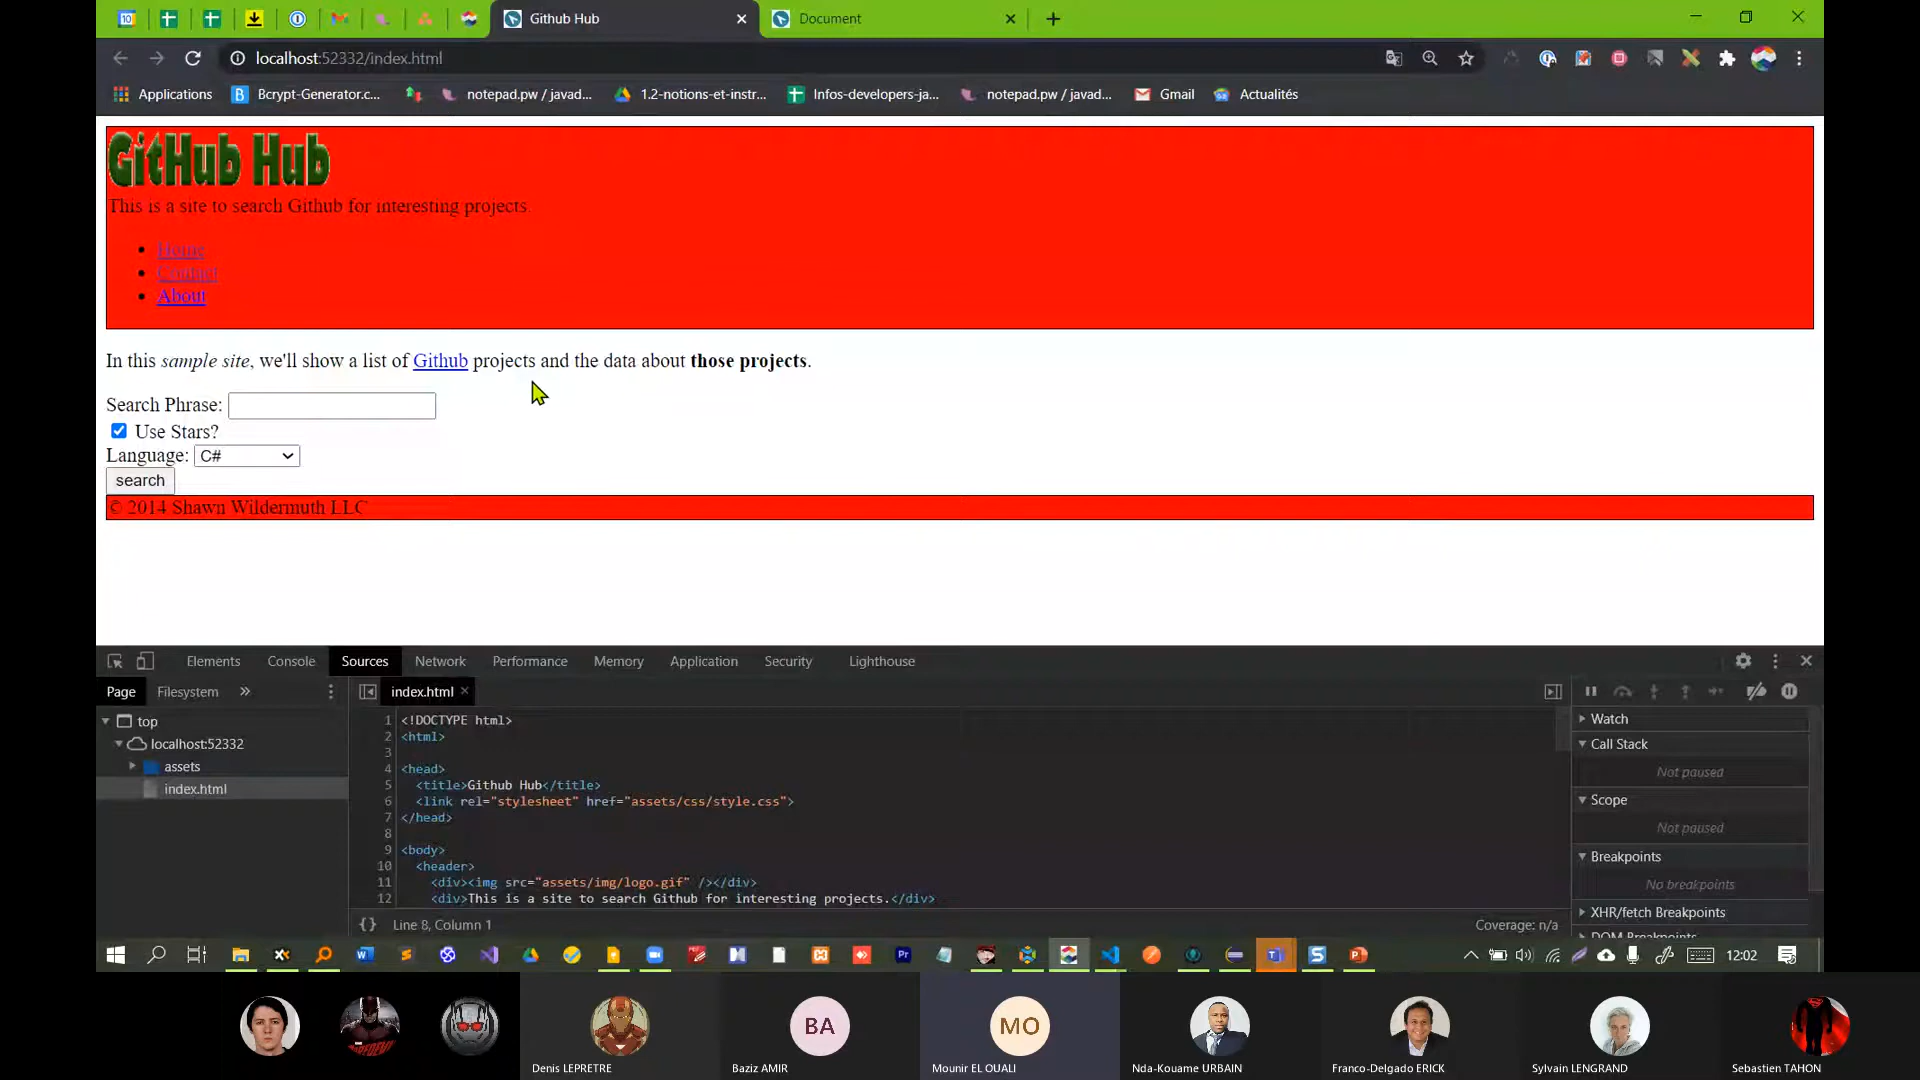 Github Hub
Document
localhost:52332/index.html
Applications
Bcrypt-Generator.c...
notepad.pw / javad...
1.2-notions-et-instr...
Infos-developers-ja...
notepad.pw / javad...
Gmail
Actualités
GitHub Hub
This is a site to search Github for interesting projects.
Home
Contact
About
In this sample site, we'll show a list of Github projects and the data about those projects.
Search Phrase:
Use Stars?
Language: C#
search
© 2014 Shawn Wildermuth LLC
Elements Console Sources Network Performance Memory Application Security Lighthouse
Page Filesystem
index.html
top
localhost:52332
assets
index.html
1 <!DOCTYPE html>
2 <html>
3
4 <head>
5 <title>Github Hub</title>
6 <link rel="stylesheet" href="assets/css/style.css">
7 </head>
8
9 <body>
10 <header>
11 <div><img src="assets/img/logo.gif" /></div>
12 <div>This is a site to search Github for interesting projects.</div>
{} Line 8, Column 1
Coverage: n/a
Watch
Call Stack
Not paused
Scope
Not paused
Breakpoints
No breakpoints
XHR/fetch Breakpoints
DOM Breakpoints
12:02
BA
MO
Denis LEPRETRE
Baziz AMIR
Mounir EL OUALI
Nda-Kouame URBAIN
Franco-Delgado ERICK
Sylvain LENGRAND
Sebastien TAHON